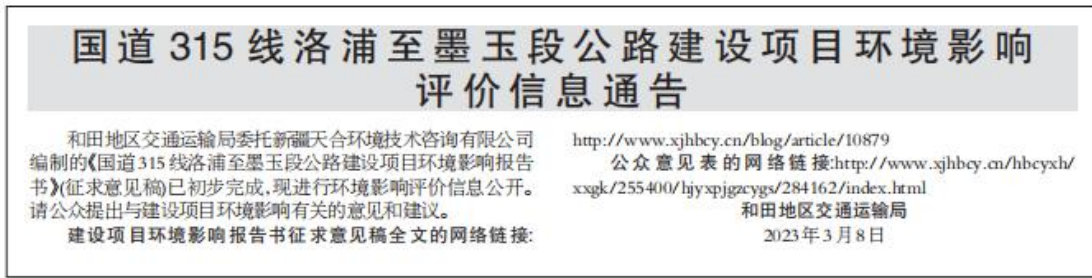 国道 315 线洛浦至墨玉段公路建设项目环境影响
评价信息通告
和田地区交通运输局委托新疆天合环境技术咨询有限公司
编制的《国道315线洛浦至墨玉段公路建设项目环境影响报告
书》(征求意见稿)已初步完成,现进行环境影响评价信息公开。
请公众提出与建设项目环境影响有关的意见和建议。
建设项目环境影响报告书征求意见稿全文的网络链接:
http://www.xjhbcy.cn/blog/article/10879
公众意见表的网络链接:http://www.xjhbcy.cn/hbcyxh/
xxgk/255400/hjyxpjgzcygs/284162/index.html
和田地区交通运输局
2023年3月8日